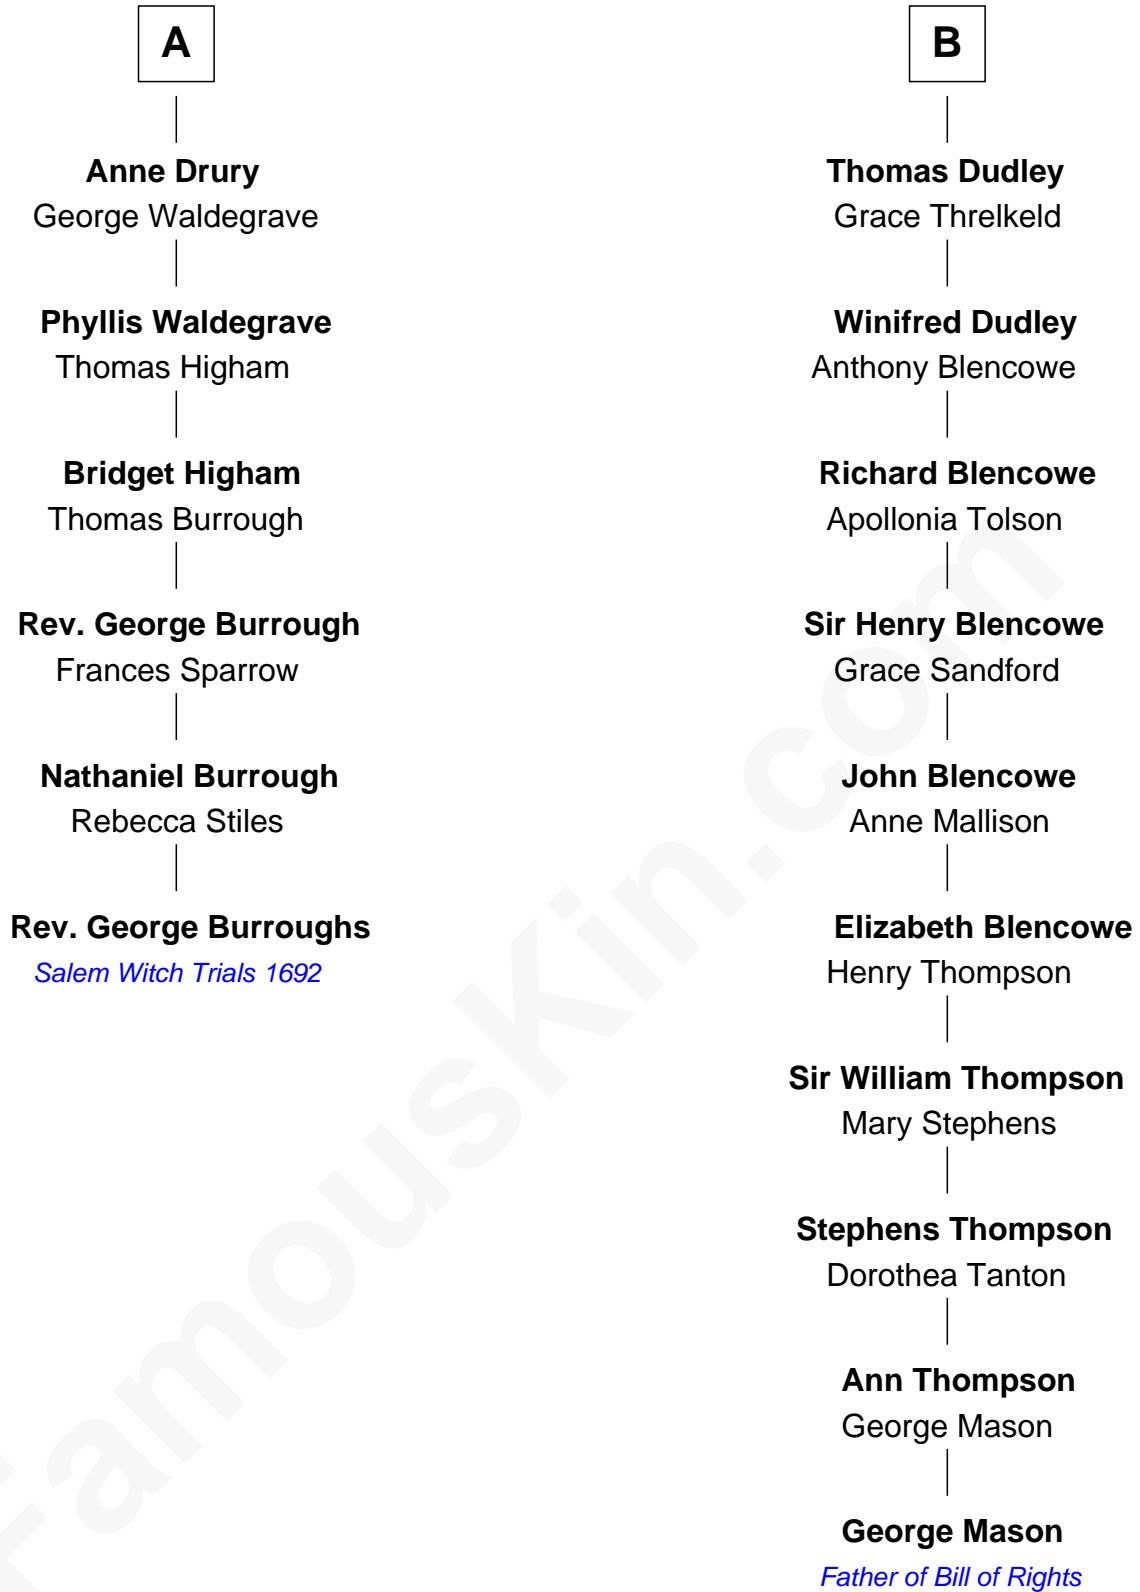 A
Anne Drury
George Waldegrave
Phyllis Waldegrave
Thomas Higham
Bridget Higham
Thomas Burrough
Rev. George Burrough
Frances Sparrow
Nathaniel Burrough
Rebecca Stiles
Rev. George Burroughs
Salem Witch Trials 1692
B
Thomas Dudley
Grace Threlkeld
Winifred Dudley
Anthony Blencowe
Richard Blencowe
Apollonia Tolson
Sir Henry Blencowe
Grace Sandford
John Blencowe
Anne Mallison
Elizabeth Blencowe
Henry Thompson
Sir William Thompson
Mary Stephens
Stephens Thompson
Dorothea Tanton
Ann Thompson
George Mason
George Mason
Father of Bill of Rights
FamousKin.com